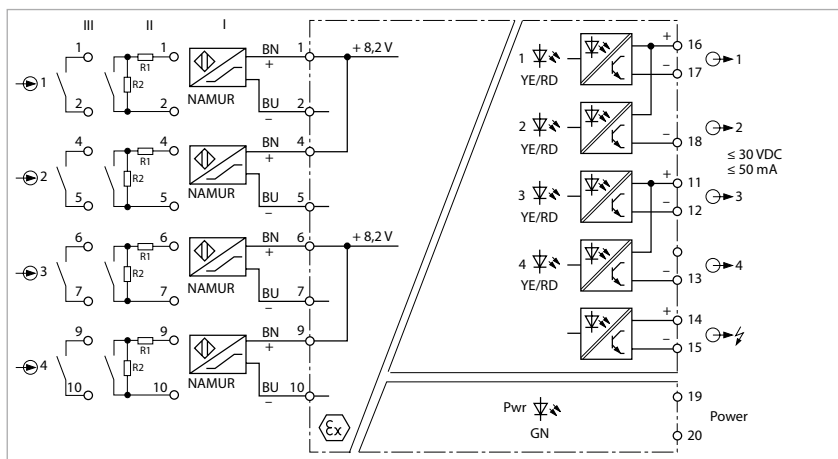 III II I
1 1 BN 1 + 8,2 V
R1 +
1 R2
NAMUR BU
2 2 – 2
4 4 BN 4
R1 +
2 R2
NAMUR BU
5 5 – 5
6 6 BN 6 + 8,2 V
R1 +
3 R2
NAMUR BU
7 7 – 7
9 9 BN 9
R1 +
4 R2
NAMUR BU
10 10 – 10
Ex
1 + 16 1
YE/RD – 17
2 2
YE/RD – 18
≤ 30 VDC
≤ 50 mA
3 + 11 3
YE/RD – 12
4 4
YE/RD – 13
+ 14
– 15
Pwr 19
GN Power
20